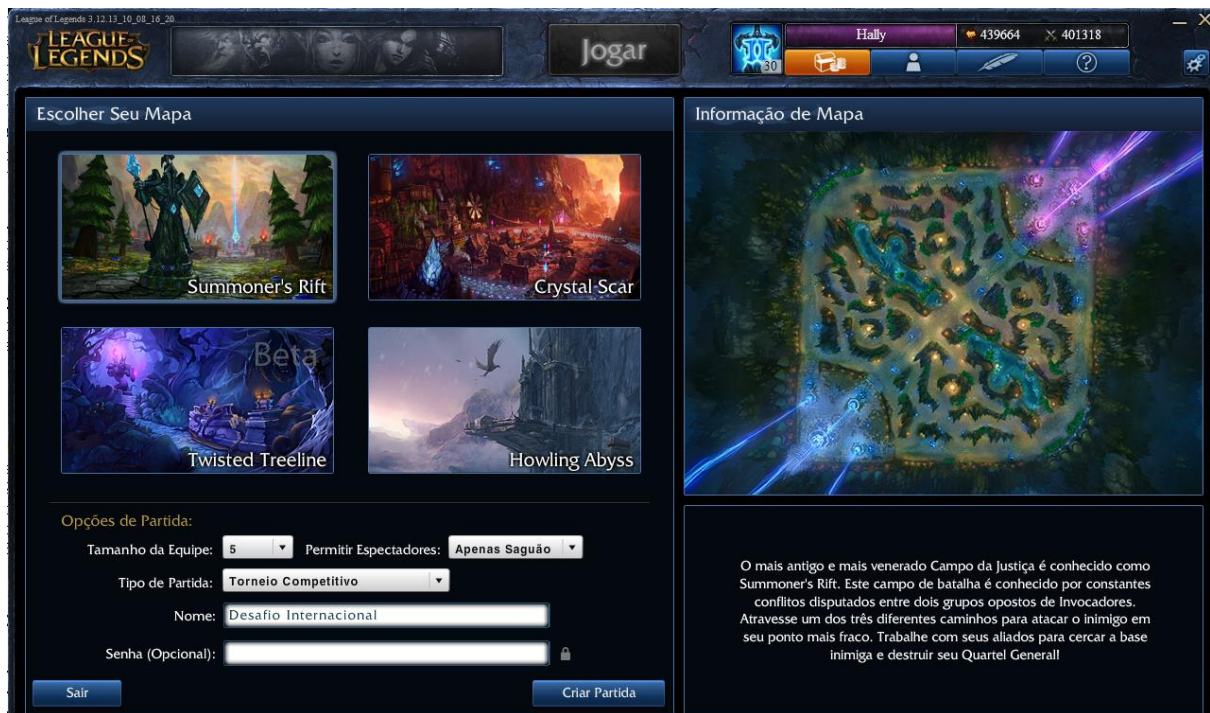 League of Legends 3.12.13_10_08_16_20
LEAGUE OF
LEGENDS
Jogar
30
Hally
439664
401318
?
Escolher Seu Mapa
Summoner's Rift
Crystal Scar
Beta
Twisted Treeline
Howling Abyss
Opções de Partida:
Tamanho da Equipe: 5 Permitir Espectadores: Apenas Saguão
Tipo de Partida: Torneio Competitivo
Nome: Desafio Internacional
Senha (Opcional):
Sair
Criar Partida
Informação de Mapa
O mais antigo e mais venerado Campo da Justiça é conhecido como
Summoner's Rift. Este campo de batalha é conhecido por constantes
conflitos disputados entre dois grupos opostos de Invocadores.
Atravesse um dos três diferentes caminhos para atacar o inimigo em
seu ponto mais fraco. Trabalhe com seus aliados para cercar a base
inimiga e destruir seu Quartel General!